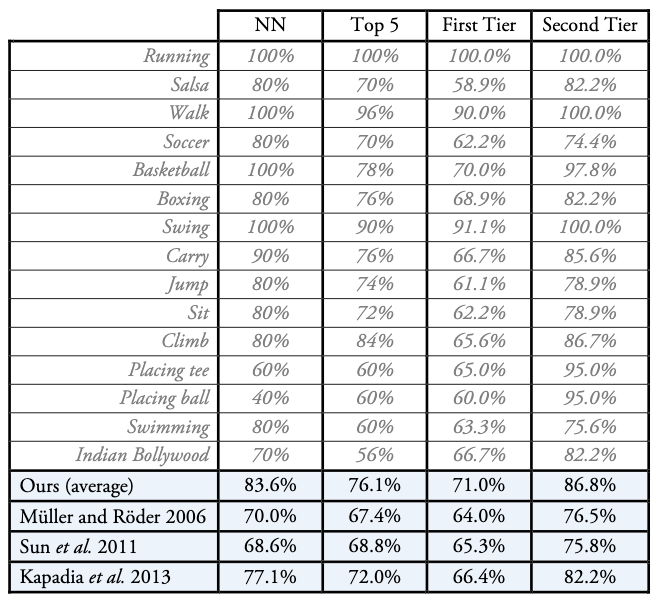 NN Top 5 First Tier Second Tier
Running 100% 100% 100.0% 100.0%
Salsa 80% 70% 58.9% 82.2%
Walk 100% 96% 90.0% 100.0%
Soccer 80% 70% 62.2% 74.4%
Basketball 100% 78% 70.0% 97.8%
Boxing 80% 76% 68.9% 82.2%
Swing 100% 90% 91.1% 100.0%
Carry 90% 76% 66.7% 85.6%
Jump 80% 74% 61.1% 78.9%
Sit 80% 72% 62.2% 78.9%
Climb 80% 84% 65.6% 86.7%
Placing tee 60% 60% 65.0% 95.0%
Placing ball 40% 60% 60.0% 95.0%
Swimming 80% 60% 63.3% 75.6%
Indian Bollywood 70% 56% 66.7% 82.2%
Ours (average) 83.6% 76.1% 71.0% 86.8%
Müller and Röder 2006 70.0% 67.4% 64.0% 76.5%
Sun et al. 2011 68.6% 68.8% 65.3% 75.8%
Kapadia et al. 2013 77.1% 72.0% 66.4% 82.2%